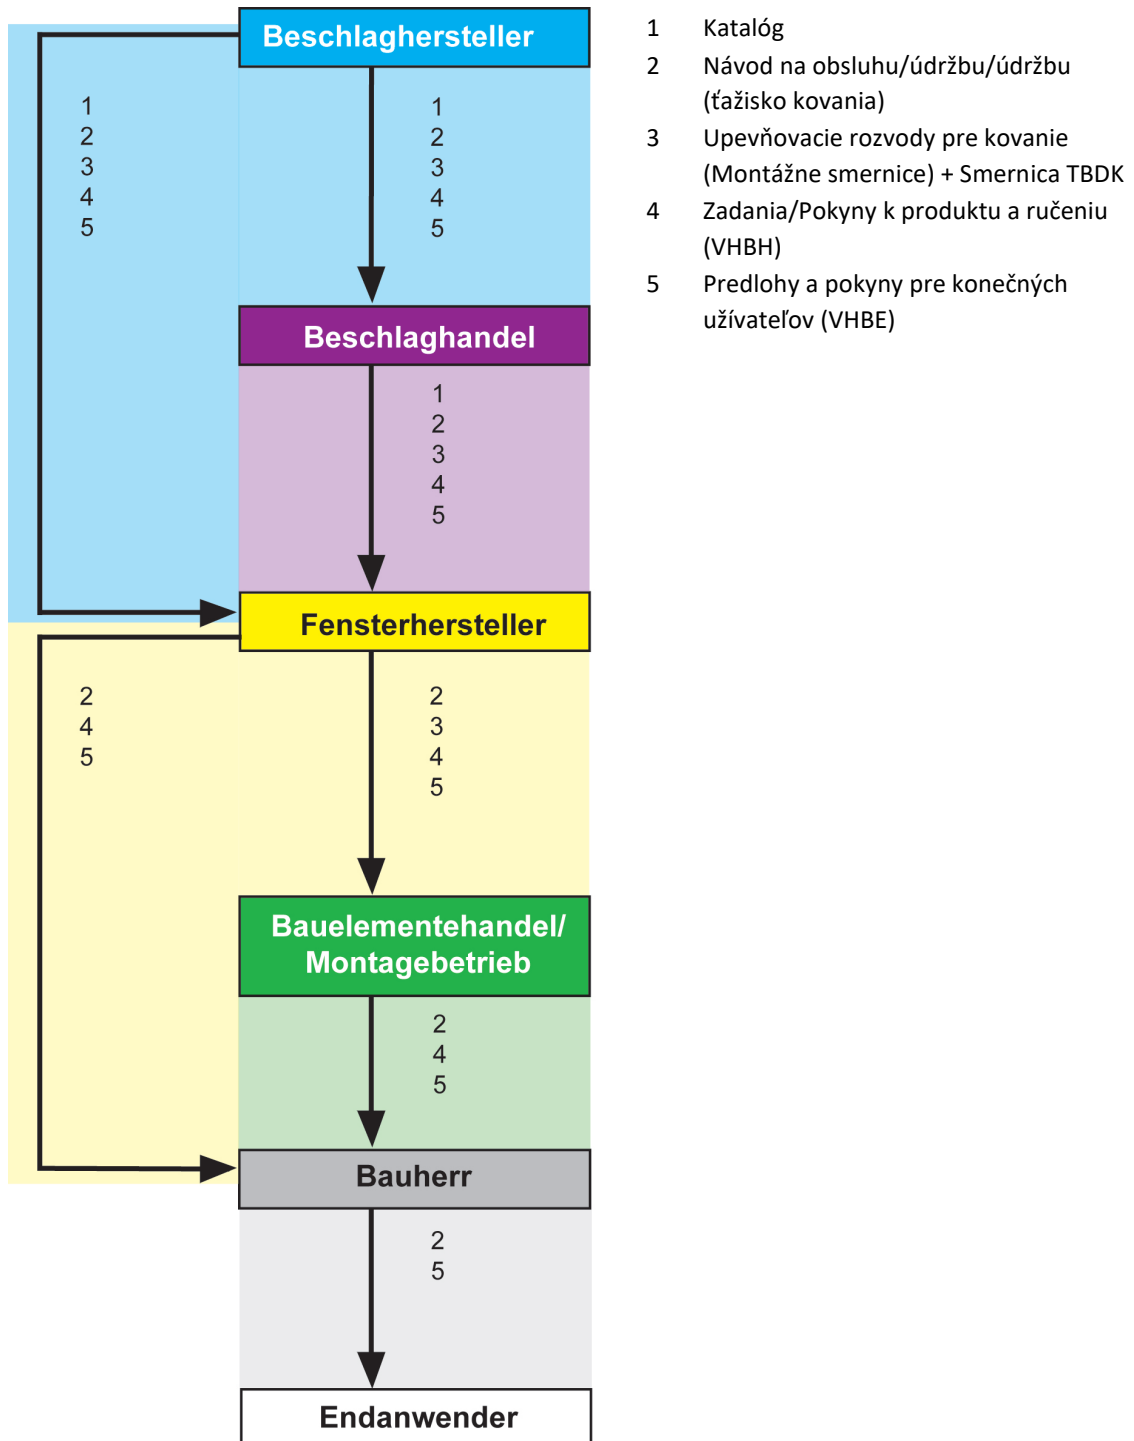 Beschlaghersteller
1
2
3
4
5
1
2
3
4
5
Beschlaghandel
1
2
3
4
5
Fensterhersteller
2
4
5
2
3
4
5
Bauelementehandel/
Montagebetrieb
2
4
5
Bauherr
2
5
Endanwender
1 Katalóg
2 Návod na obsluhu/údržbu/údržbu
(ťažisko kovania)
3 Upevňovacie rozvody pre kovanie
(Montážne smernice) + Smernica TBDK
4 Zadania/Pokyny k produktu a ručeniu
(VHBH)
5 Predlohy a pokyny pre konečných
užívateľov (VHBE)